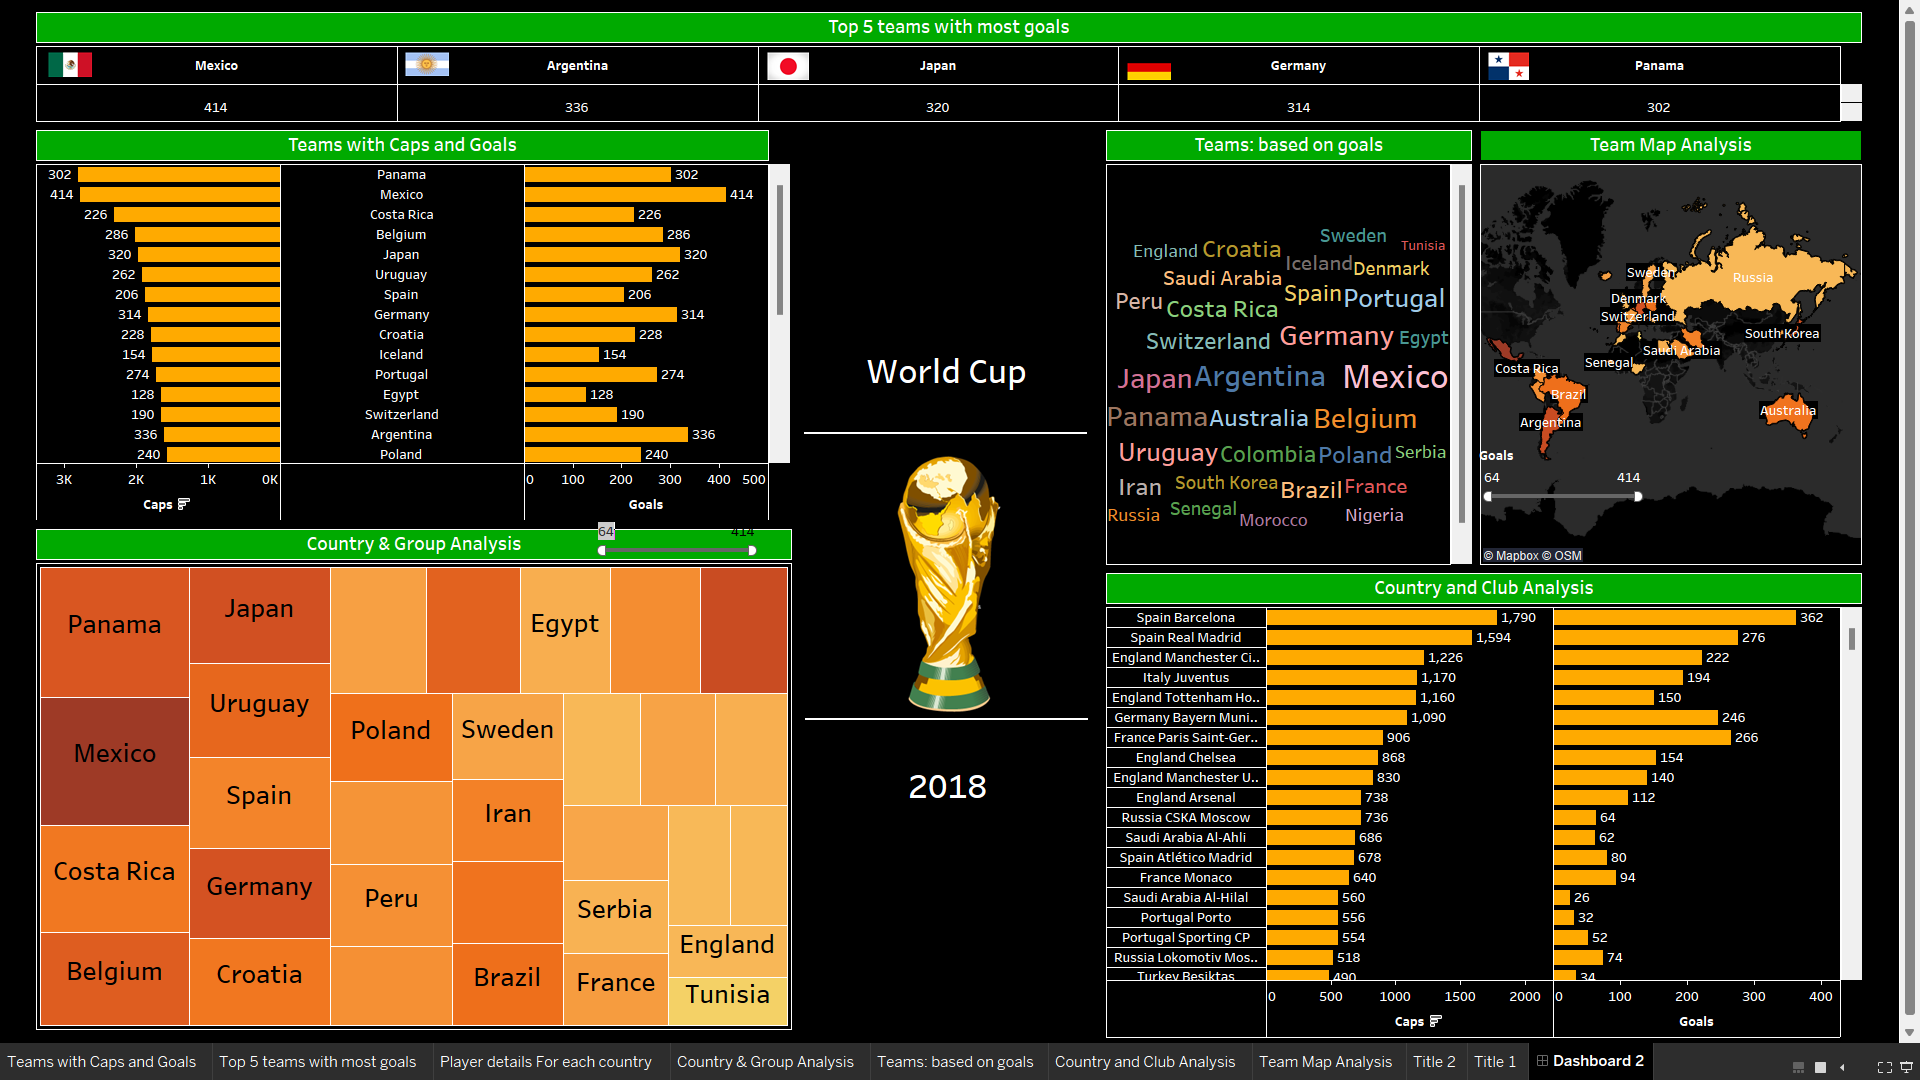 Top 5 teams with most goals
Mexico Argentina Japan Germany Panama
414 336 320 314 302
Teams with Caps and Goals
302 Panama 302
414 Mexico 414
226 Costa Rica 226
286 Belgium 286
320 Japan 320
262 Uruguay 262
206 Spain 206
314 Germany 314
228 Croatia 228
154 Iceland 154
274 Portugal 274
128 Egypt 128
190 Switzerland 190
336 Argentina 336
240 Poland 240
3K 2K 1K 0K 0 100 200 300 400 500
Caps Goals
Country & Group Analysis
64 414
Panama
Mexico
Costa Rica
Belgium
Japan
Uruguay
Spain
Germany
Croatia
Egypt
Poland
Peru
Sweden
Iran
Brazil
Serbia
France
England
Tunisia
World Cup
2018
Teams: based on goals
Sweden
Tunisia
England Croatia
Iceland Denmark
Saudi Arabia
Peru Costa Rica Spain Portugal
Switzerland Germany Egypt
Japan Argentina Mexico
Panama Australia Belgium
Uruguay Colombia Poland Serbia
Iran South Korea Brazil France
Russia Senegal Morocco Nigeria
Team Map Analysis
Sweden
Russia
Denmark
Switzerland
South Korea
Saudi Arabia
Senegal
Costa Rica
Brazil
Australia
Argentina
Goals
64 414
© Mapbox © OSM
Country and Club Analysis
Spain Barcelona 1,790 362
Spain Real Madrid 1,594 276
England Manchester Ci.. 1,226 222
Italy Juventus 1,170 194
England Tottenham Ho.. 1,160 150
Germany Bayern Muni.. 1,090 246
France Paris Saint-Ger.. 906 266
England Chelsea 868 154
England Manchester U.. 830 140
England Arsenal 738 112
Russia CSKA Moscow 736 64
Saudi Arabia Al-Ahli 686 62
Spain Atlético Madrid 678 80
France Monaco 640 94
Saudi Arabia Al-Hilal 560 26
Portugal Porto 556 32
Portugal Sporting CP 554 52
Russia Lokomotiv Mos.. 518 74
Turkey Besiktas 490 34
0 500 1000 1500 2000 0 100 200 300 400
Caps Goals
Teams with Caps and Goals Top 5 teams with most goals Player details For each country Country & Group Analysis Teams: based on goals Country and Club Analysis Team Map Analysis Title 2 Title 1 Dashboard 2